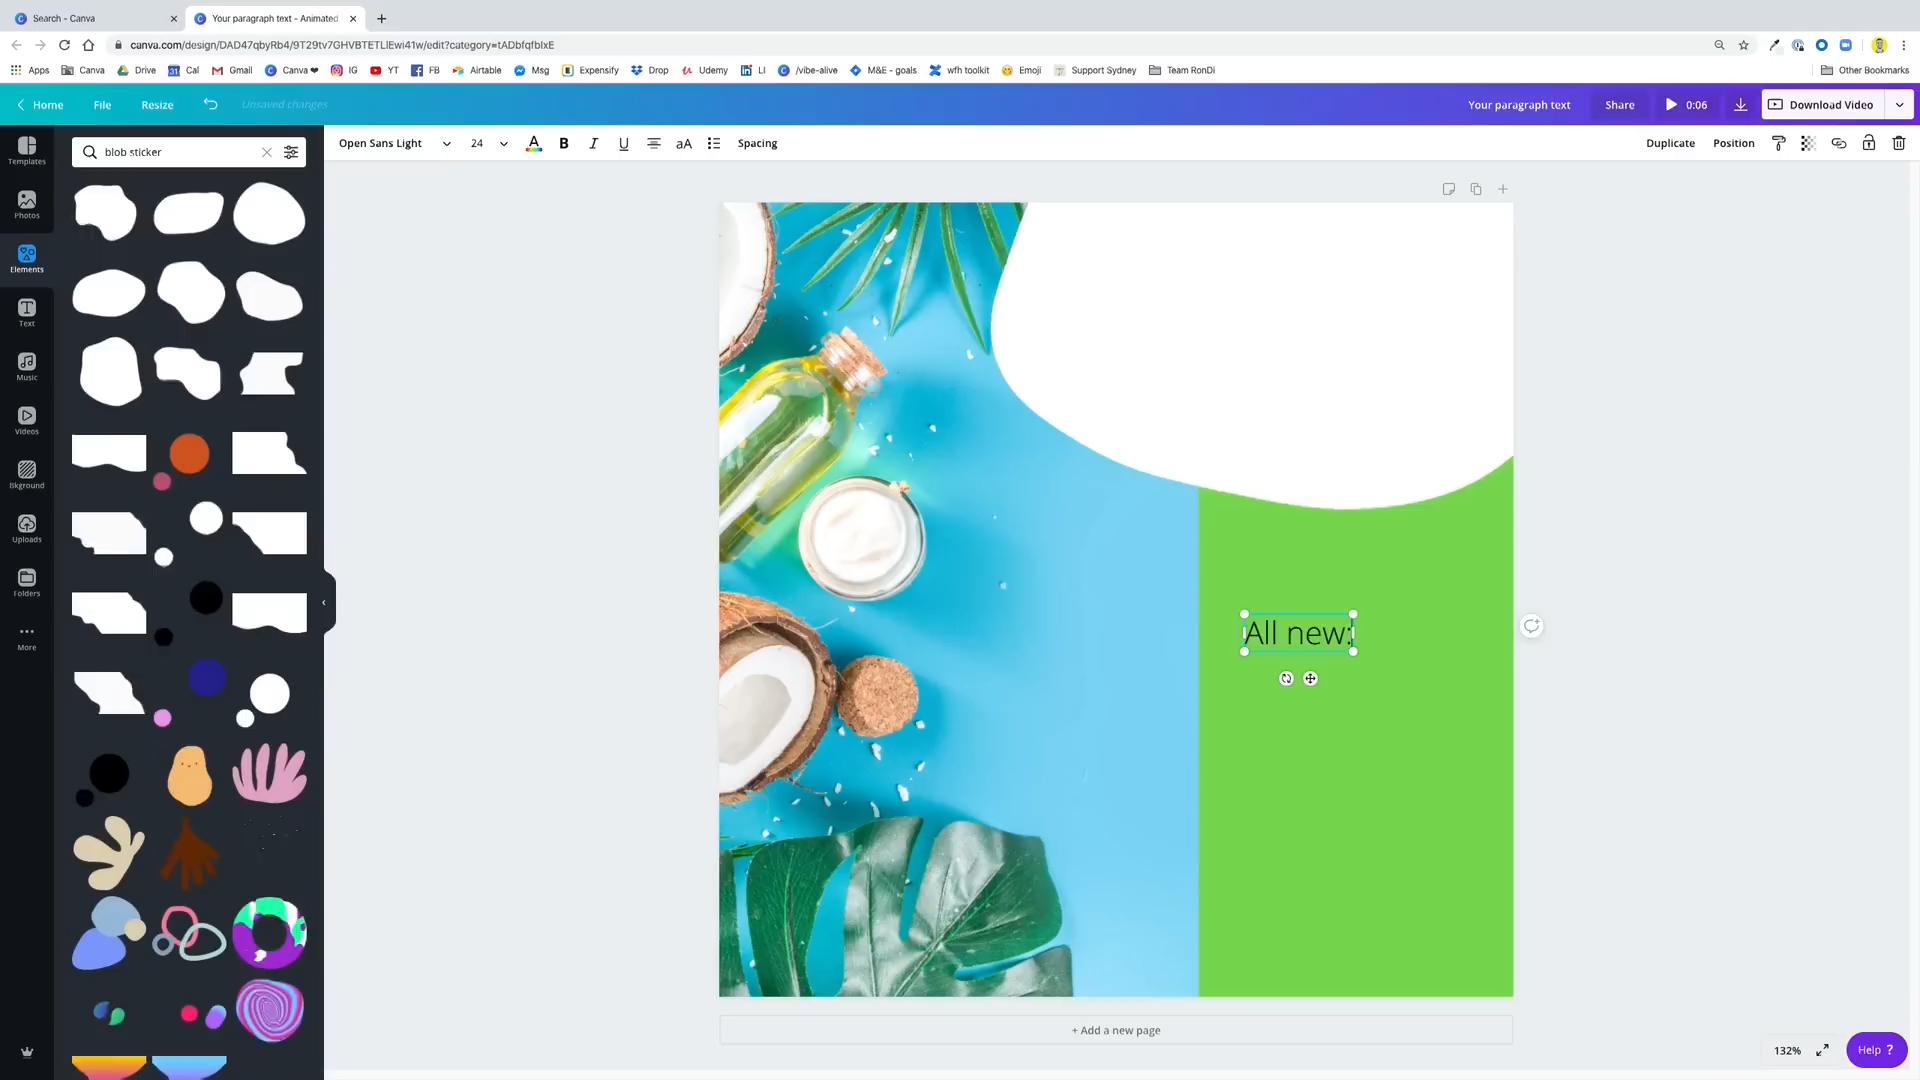 Search - Canva
Your paragraph text - Animated
canva.com/design/DAD47qbyRb4/9T29tv7GHVBTETLlEwi41w/edit?category=tADbfqfbIxE
Apps
Canva
Drive
Cal
Gmail
Canva ❤
IG
YT
FB
Airtable
Msg
Expensify
Drop
Udemy
LI
/vibe-alive
M&E - goals
wfh toolkit
Emoji
Support Sydney
Team RonDi
Other Bookmarks
Home
File
Resize
Unsaved changes
Your paragraph text
Share
0:06
Download Video
Templates
Photos
Elements
Text
Music
Videos
Bkground
Uploads
Folders
More
blob sticker
Open Sans Light
24
A
B
I
U
aA
Spacing
Duplicate
Position
All new:
+ Add a new page
132%
Help ?